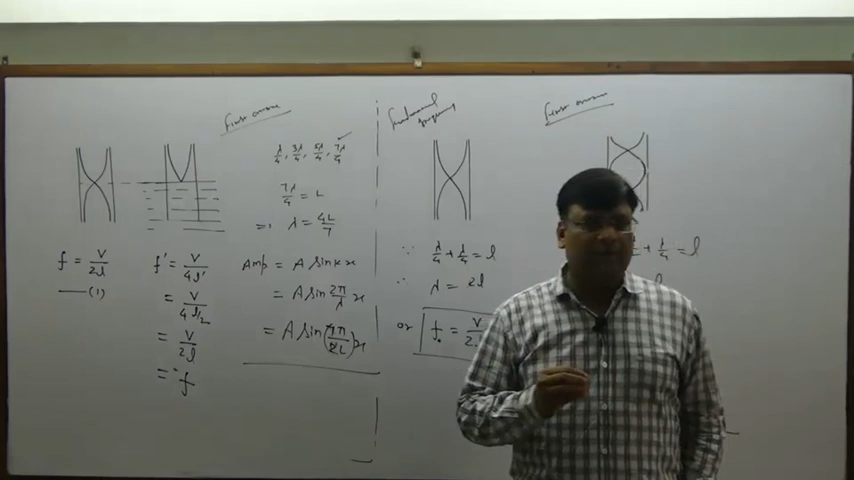 First overtone
λ/4, 3λ/4, 5λ/4, 7λ/4 ✓
7λ/4 = L
=> λ = 4L/7
f = v/2l
—— (1)
f' = v/4l'
= v/4 l/2
= v/2l
= f
Amp = A sin kx
= A sin 2π/λ x
= A sin (7π/2L) x
Fundamental
frequency
∵ λ/4 + λ/4 = l
∴ λ = 2l
or f₀ = v/2
First overtone
+ λ/4 = l